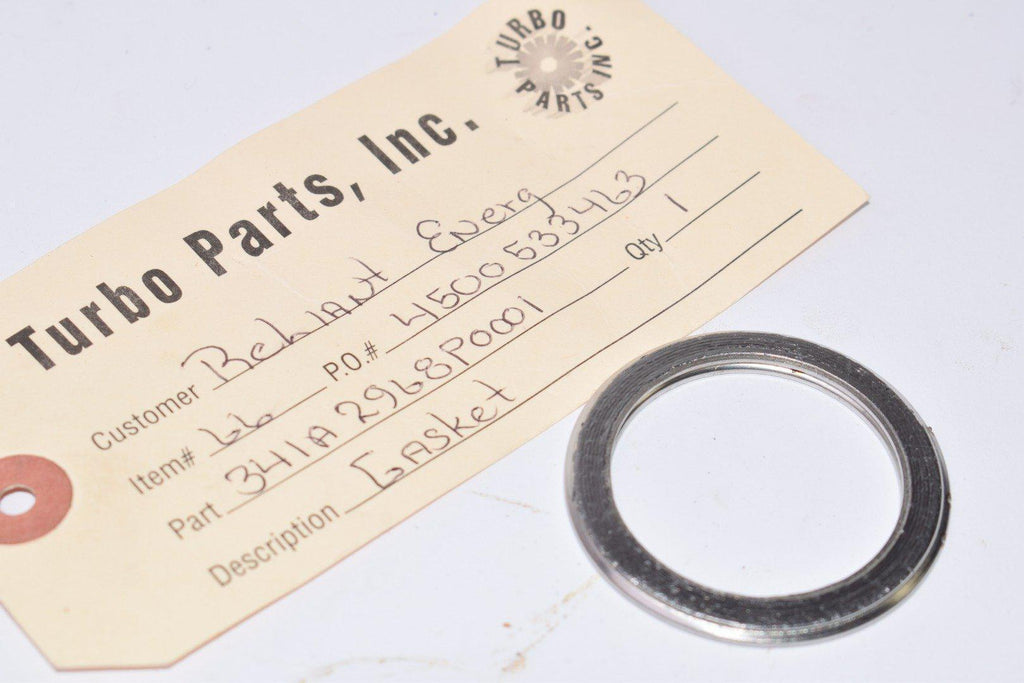 TURBO PARTS INC.
Turbo Parts, Inc.
Customer Reliant Energ
Item# 66 P.O.# 4500533463
Part 341A2968P0001 Qty 1
Description Gasket